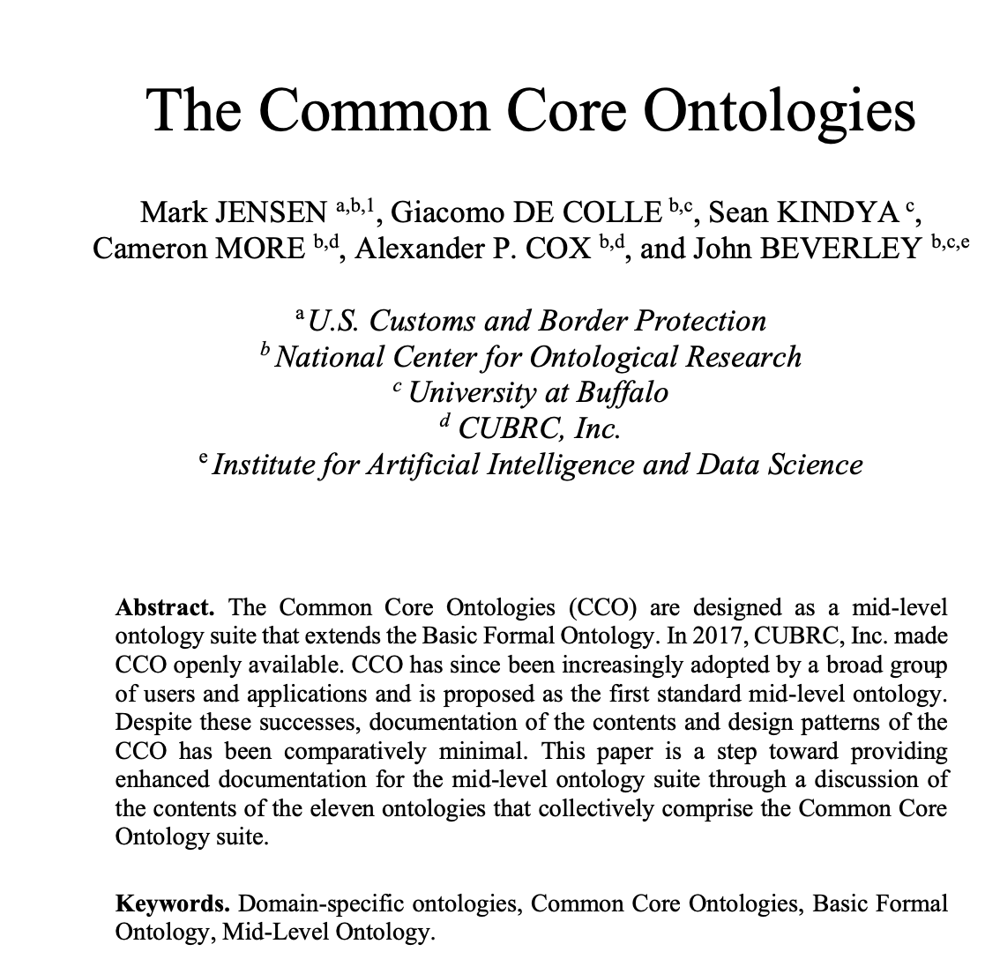 The Common Core Ontologies
Mark JENSEN a,b,1, Giacomo DE COLLE b,c, Sean KINDYA c,
Cameron MORE b,d, Alexander P. COX b,d, and John BEVERLEY b,c,e
a U.S. Customs and Border Protection
b National Center for Ontological Research
c University at Buffalo
d CUBRC, Inc.
e Institute for Artificial Intelligence and Data Science
Abstract. The Common Core Ontologies (CCO) are designed as a mid-level
ontology suite that extends the Basic Formal Ontology. In 2017, CUBRC, Inc. made
CCO openly available. CCO has since been increasingly adopted by a broad group
of users and applications and is proposed as the first standard mid-level ontology.
Despite these successes, documentation of the contents and design patterns of the
CCO has been comparatively minimal. This paper is a step toward providing
enhanced documentation for the mid-level ontology suite through a discussion of
the contents of the eleven ontologies that collectively comprise the Common Core
Ontology suite.
Keywords. Domain-specific ontologies, Common Core Ontologies, Basic Formal
Ontology, Mid-Level Ontology.